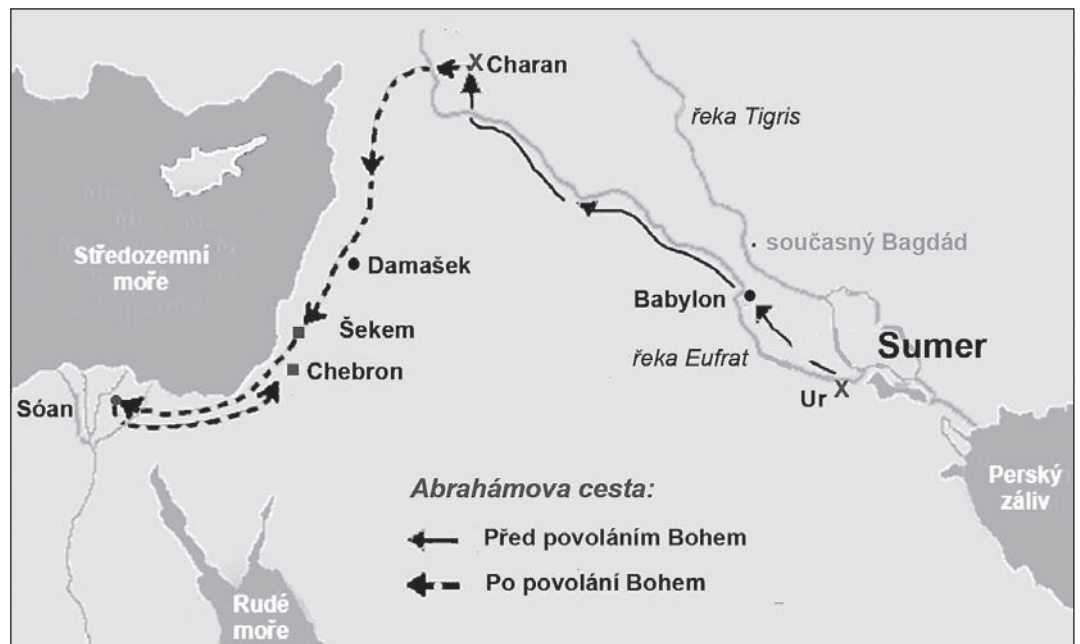 X Charan
řeka Tigris
současný Bagdád
Středozemní
moře
Damašek
Babylon
Šekem
Sumer
řeka Eufrat
Chebron
Ur X
Sóan
Perský
záliv
Abrahámova cesta:
Před povoláním Bohem
Po povolání Bohem
Rudé
moře